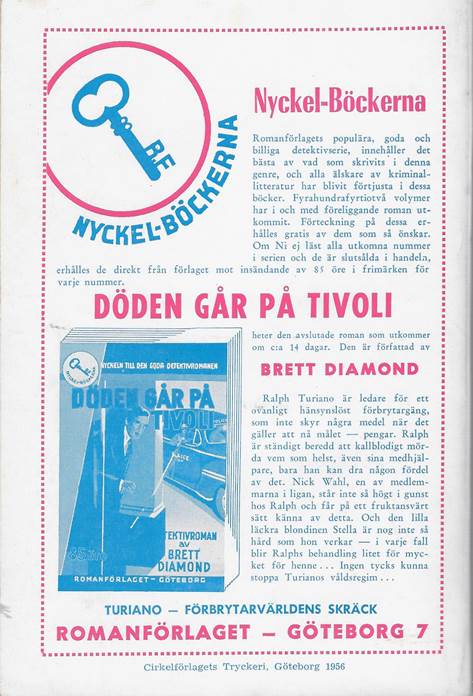 RE
NYCKEL-BÖCKERNA
Nyckel-Böckerna
Romanförlagets populära, goda och
billiga detektivserie, innehåller det
bästa av vad som skrivits i denna
genre, och alla älskare av kriminal-
litteratur har blivit förtjusta i dessa
böcker. Fyrahundrafyrtiotvå volymer
har i och med föreliggande roman ut-
kommit. Förteckning på dessa er-
hålles gratis av dem som så önskar.
Om Ni ej läst alla utkomna nummer
i serien och de är slutsålda i handeln,
erhålles de direkt från förlaget mot insändande av 85 öre i frimärken för
varje nummer.
DÖDEN GÅR PÅ TIVOLI
heter den avslutade roman som utkommer
om c:a 14 dagar. Den är författad av
BRETT DIAMOND
Ralph Turiano är ledare för ett
ovanligt hänsynslöst förbrytargäng,
som inte skyr några medel när det
gäller att nå målet — pengar. Ralph
är ständigt beredd att kallblodigt mör-
da vem som helst, även sina medhjäl-
pare, bara han kan dra någon fördel
av det. Nick Wahl, en av medlem-
marna i ligan, står inte så högt i gunst
hos Ralph och får på ett fruktansvärt
sätt känna av detta. Och den lilla
läckra blondinen Stella är nog inte så
hård som hon verkar — i varje fall
blir Ralphs behandling litet för myc-
ket för henne . . . Ingen tycks kunna
stoppa Turianos våldsregim . . .
NYCKELN TILL DEN GODA DETEKTIVROMANEN
DÖDEN GÅR PÅ
TIVOLI
POLICE
TEKTIVROMAN
av
BRETT
DIAMOND
85 öre
ROMANFÖRLAGET — GÖTEBORG
TURIANO — FÖRBRYTARVÄRLDENS SKRÄCK
ROMANFÖRLAGET — GÖTEBORG 7
Cirkelförlagets Tryckeri, Göteborg 1956